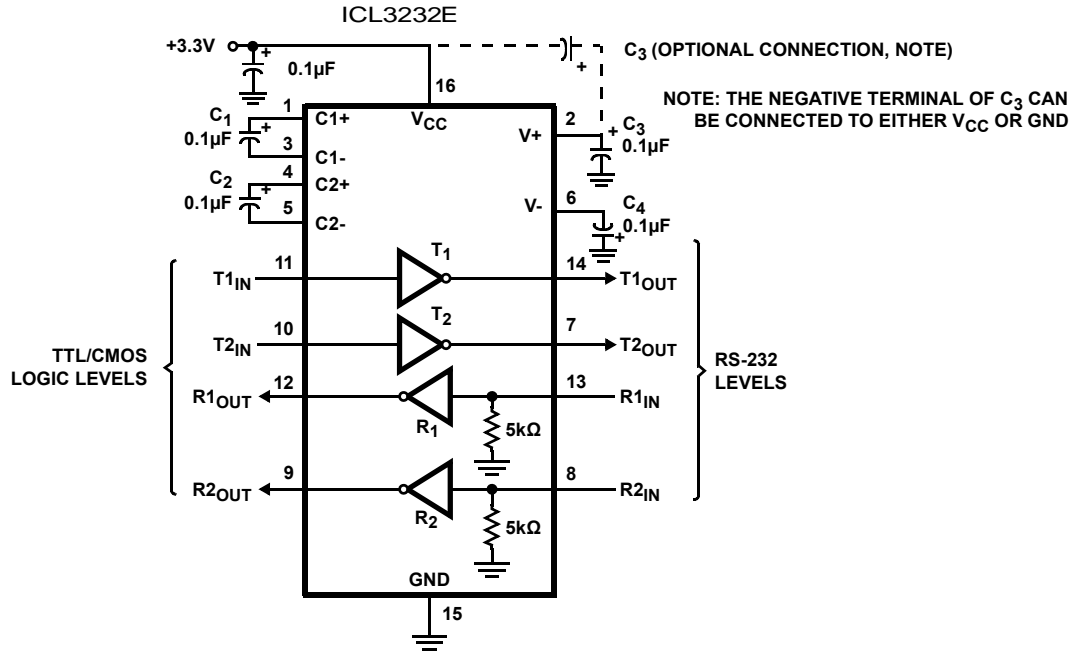 ICL3232E
+3.3V
+
0.1µF
16
+
C3 (OPTIONAL CONNECTION, NOTE)
NOTE: THE NEGATIVE TERMINAL OF C3 CAN
BE CONNECTED TO EITHER VCC OR GND
C1
0.1µF
+
1
3
C1+
C1-
VCC
C2
0.1µF
+
4
5
C2+
C2-
V+
2
+
C3
0.1µF
V-
6
C4
0.1µF
+
T1IN
11
T1
14
T1OUT
T2IN
10
T2
7
T2OUT
TTL/CMOS
LOGIC LEVELS
RS-232
LEVELS
R1OUT
12
R1
13
R1IN
5kΩ
R2OUT
9
R2
8
R2IN
5kΩ
GND
15